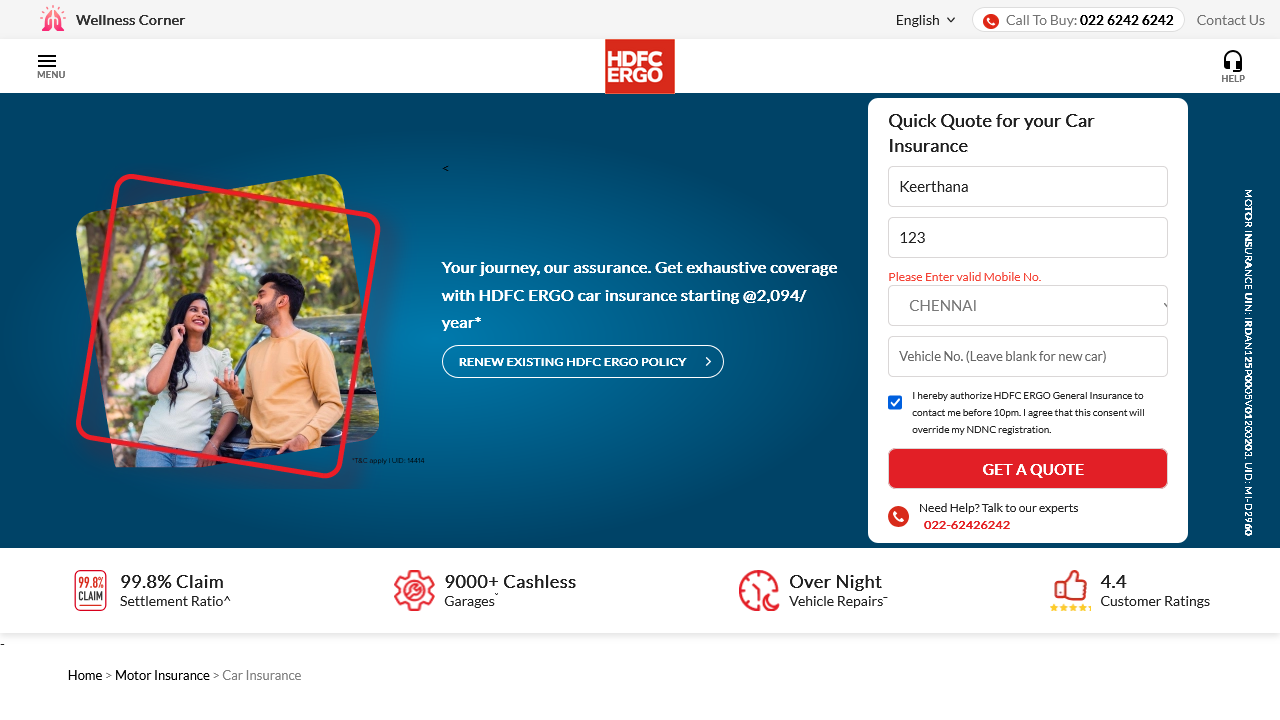 Wellness Corner
English
Call To Buy: 022 6242 6242
Contact Us
MENU
HDFC
ERGO
HELP
Quick Quote for your Car
Insurance
Keerthana
123
Please Enter valid Mobile No.
CHENNAI
Vehicle No. (Leave blank for new car)
I hereby authorize HDFC ERGO General Insurance to
contact me before 10pm. I agree that this consent will
override my NDNC registration.
GET A QUOTE
Need Help? Talk to our experts
022-62426242
<
Your journey, our assurance. Get exhaustive coverage
with HDFC ERGO car insurance starting @2,094/
year*
RENEW EXISTING HDFC ERGO POLICY
*T&C apply | UID: 14414
99.8%
CLAIM
99.8% Claim
Settlement Ratio^
9000+ Cashless
Garages˅
Over Night
Vehicle Repairs¯
4.4
Customer Ratings
-
Home > Motor Insurance > Car Insurance